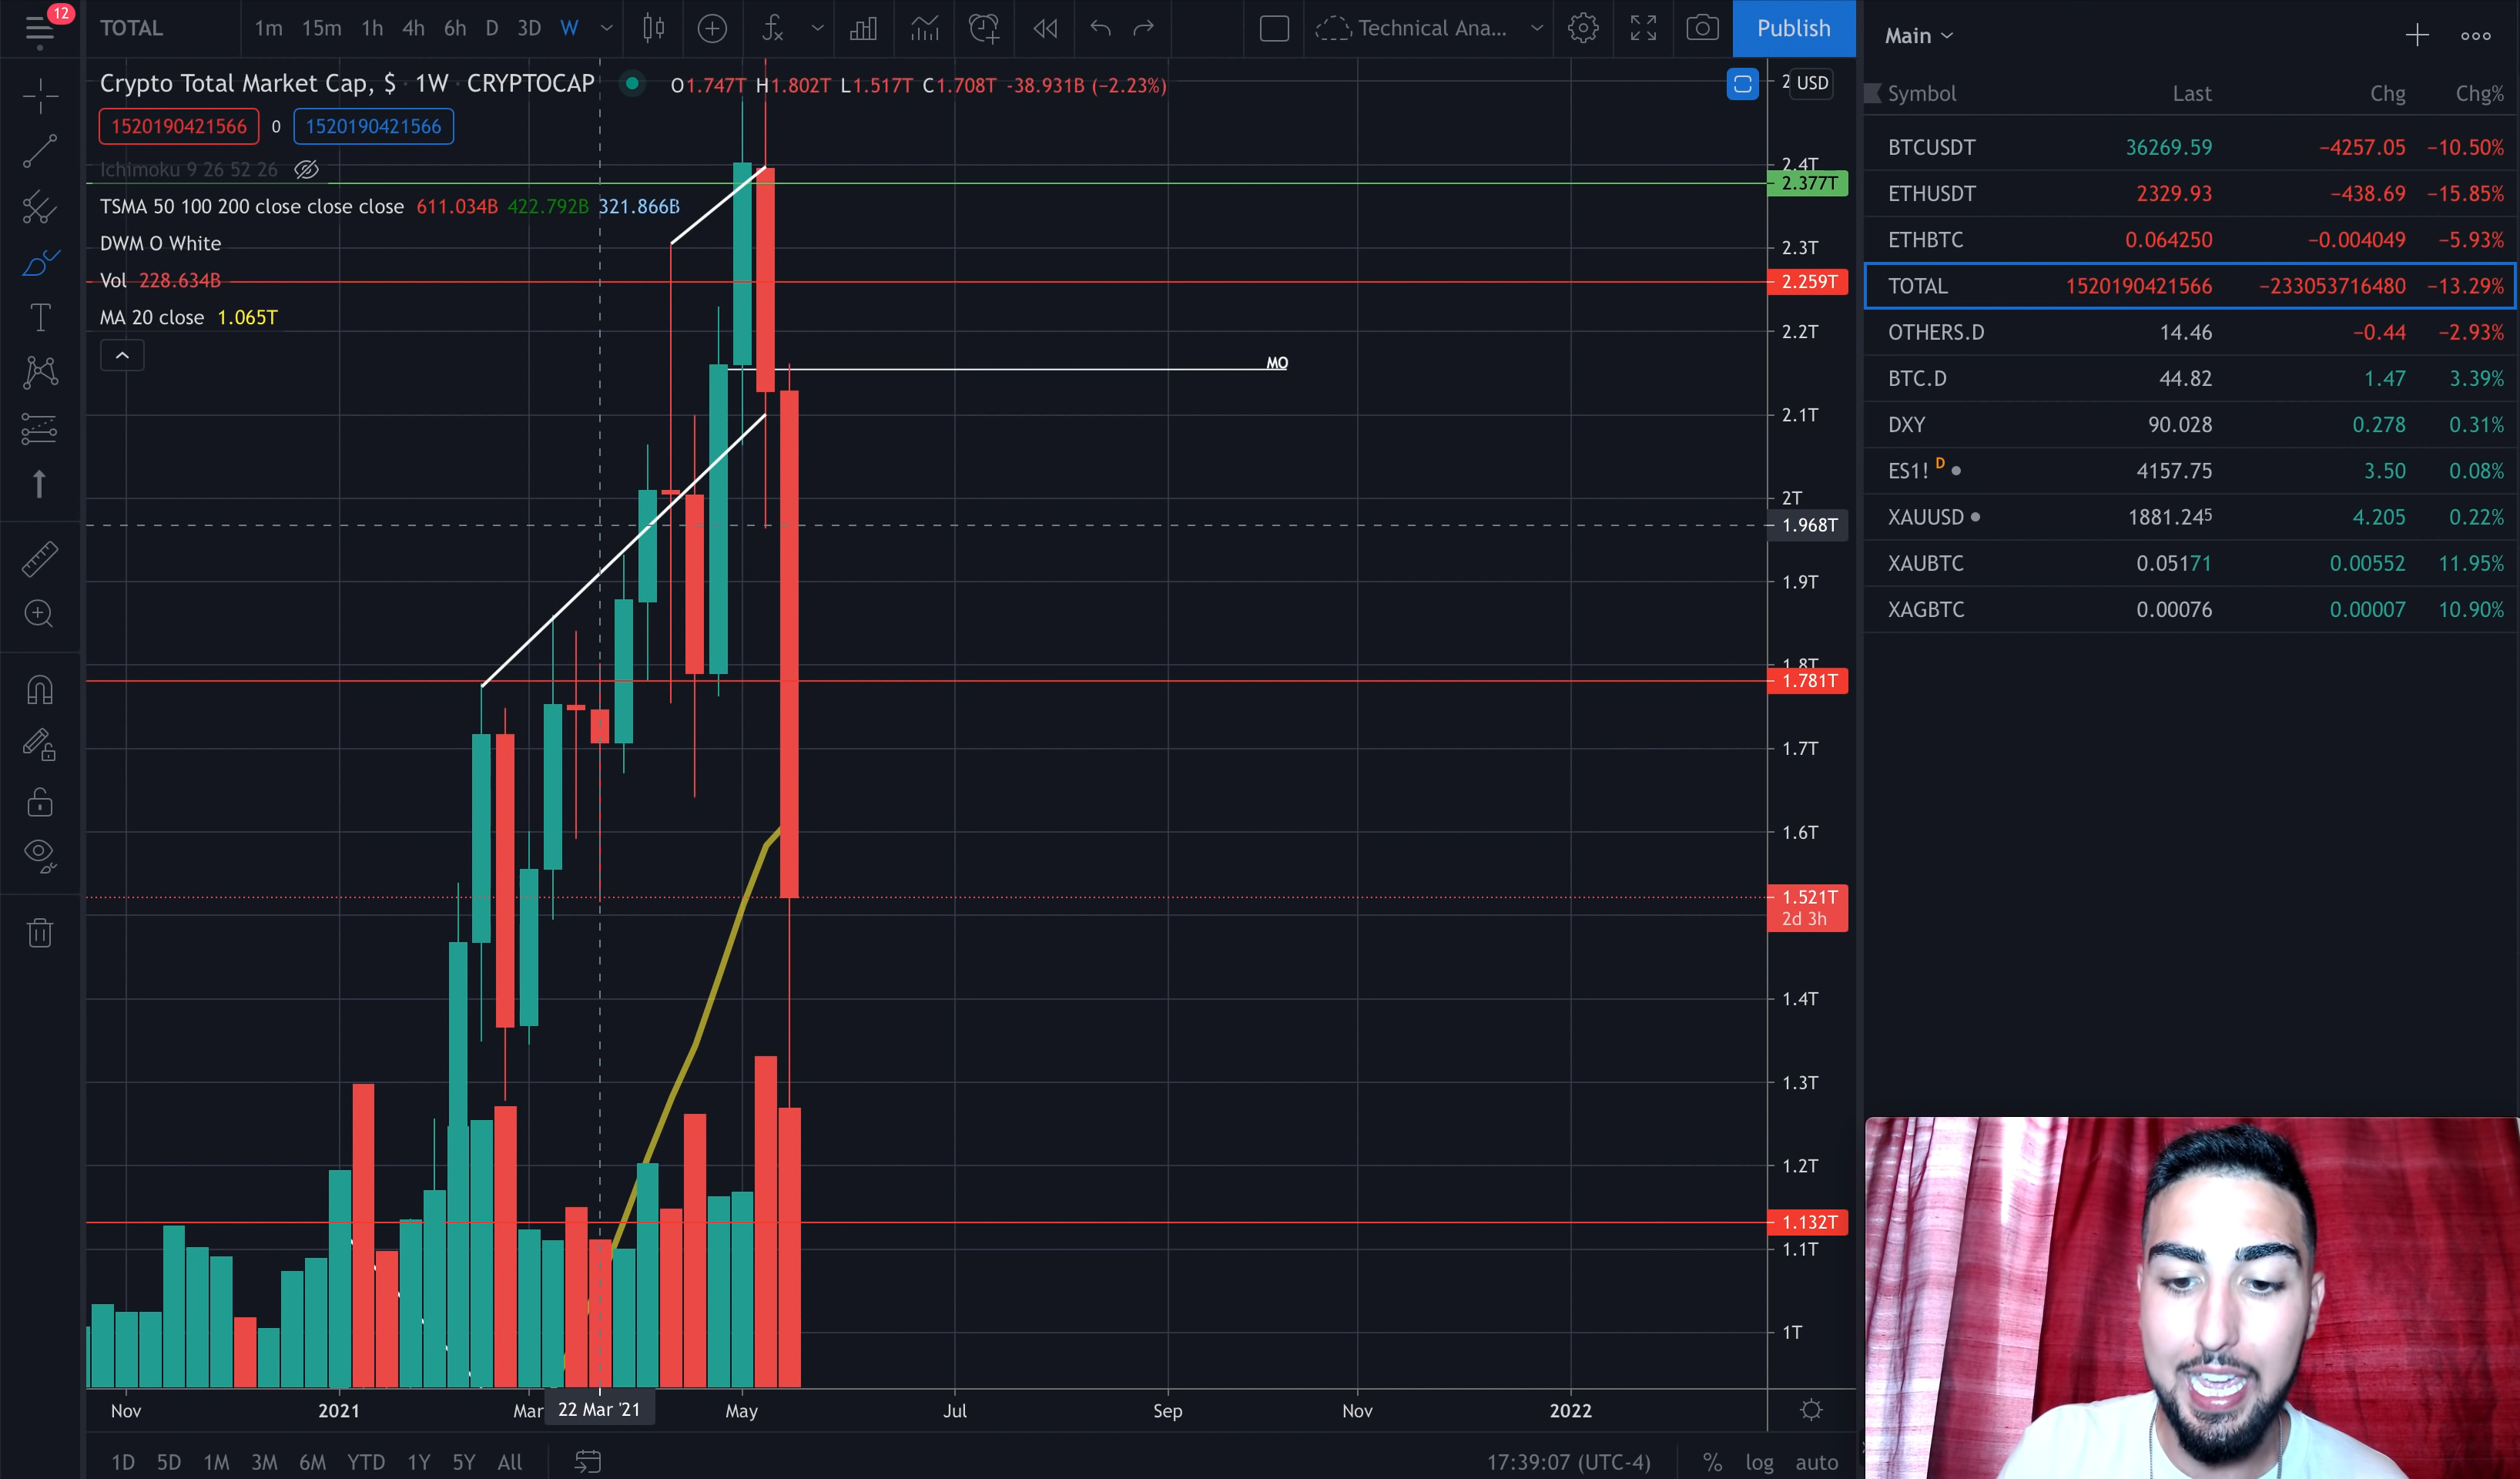 12
TOTAL 1m 15m 1h 4h 6h D 3D W Technical Ana... Publish
Crypto Total Market Cap, $ · 1W · CRYPTOCAP O1.747T H1.802T L1.517T C1.708T -38.931B (−2.23%)
1520190421566 0 1520190421566
Ichimoku 9 26 52 26
TSMA 50 100 200 close close close 611.034B 422.792B 321.866B
DWM O White
Vol 228.634B
MA 20 close 1.065T
MO
USD
2.4T
2.377T
2.3T
2.259T
2.2T
2.1T
2T
1.968T
1.9T
1.8T
1.781T
1.7T
1.6T
1.521T
2d 3h
1.4T
1.3T
1.2T
1.132T
1.1T
1T
Nov 2021 Mar 22 Mar '21 May Jul Sep Nov 2022
1D 5D 1M 3M 6M YTD 1Y 5Y All 17:39:07 (UTC-4) % log auto
Main
Symbol Last Chg Chg%
BTCUSDT 36269.59 −4257.05 −10.50%
ETHUSDT 2329.93 −438.69 −15.85%
ETHBTC 0.064250 −0.004049 −5.93%
TOTAL 1520190421566 −233053716480 −13.29%
OTHERS.D 14.46 −0.44 −2.93%
BTC.D 44.82 1.47 3.39%
DXY 90.028 0.278 0.31%
ES1! D 4157.75 3.50 0.08%
XAUUSD 1881.245 4.205 0.22%
XAUBTC 0.05171 0.00552 11.95%
XAGBTC 0.00076 0.00007 10.90%